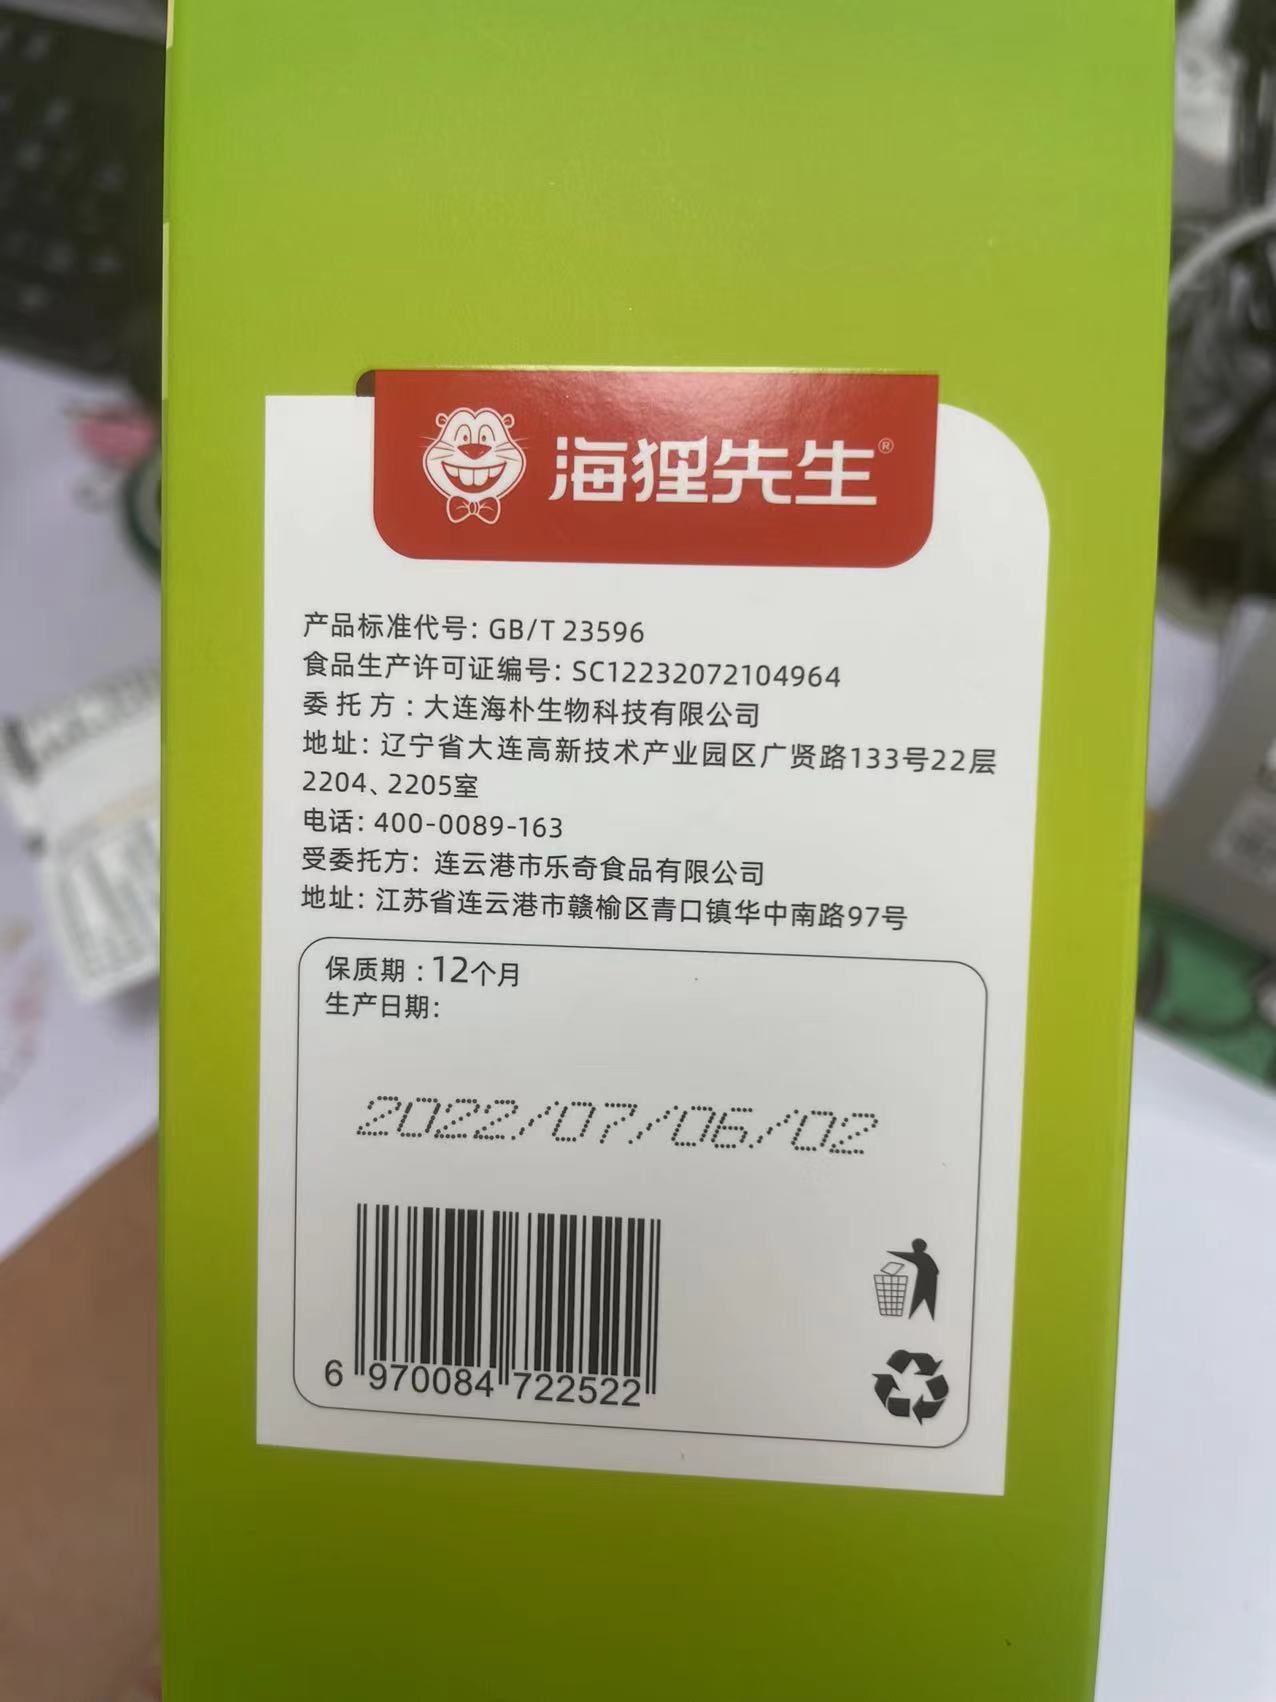 海狸先生®
产品标准代号: GB/T 23596
食品生产许可证编号: SC12232072104964
委托方：大连海朴生物科技有限公司
地址: 辽宁省大连高新技术产业园区广贤路133号22层
2204、2205室
电话: 400-0089-163
受委托方: 连云港市乐奇食品有限公司
地址: 江苏省连云港市赣榆区青口镇华中南路97号
保质期：12个月
生产日期:
2022/07/06/02
6 970084 722522